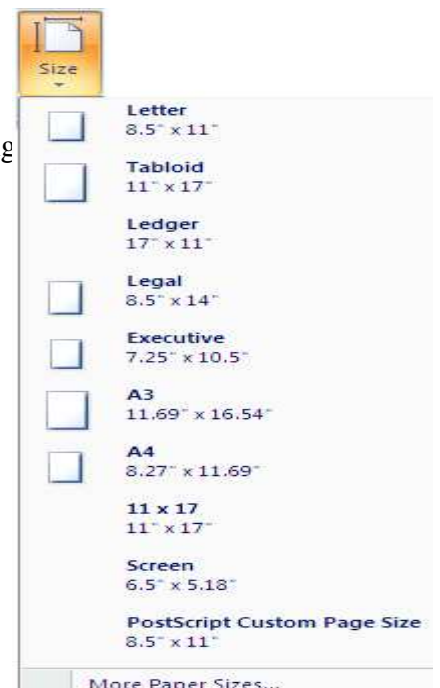 Size
g
Letter
8.5" x 11"
Tabloid
11" x 17"
Ledger
17" x 11"
Legal
8.5" x 14"
Executive
7.25" x 10.5"
A3
11.69" x 16.54"
A4
8.27" x 11.69"
11 x 17
11" x 17"
Screen
6.5" x 5.18"
PostScript Custom Page Size
8.5" x 11"
More Paper Sizes...